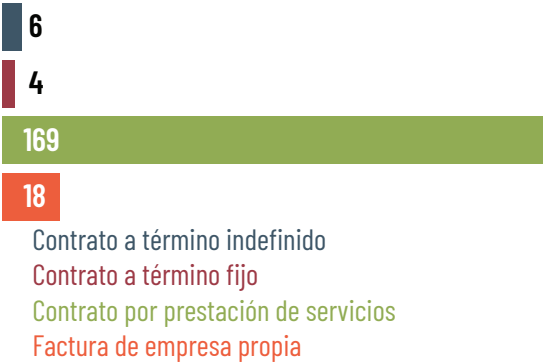 6
4
169
18
Contrato a término indefinido
Contrato a término fijo
Contrato por prestación de servicios
Factura de empresa propia